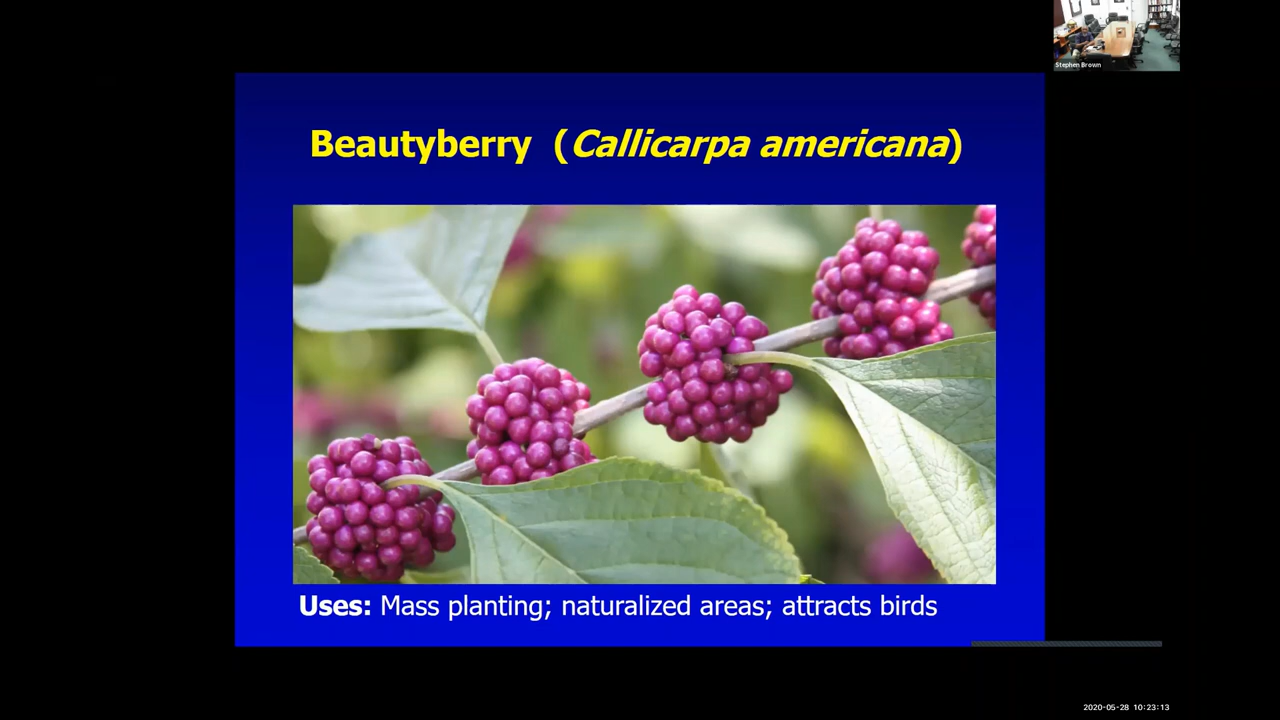 Stephen Brown
Beautyberry (Callicarpa americana)
Uses: Mass planting; naturalized areas; attracts birds
2020-05-28 10:23:13